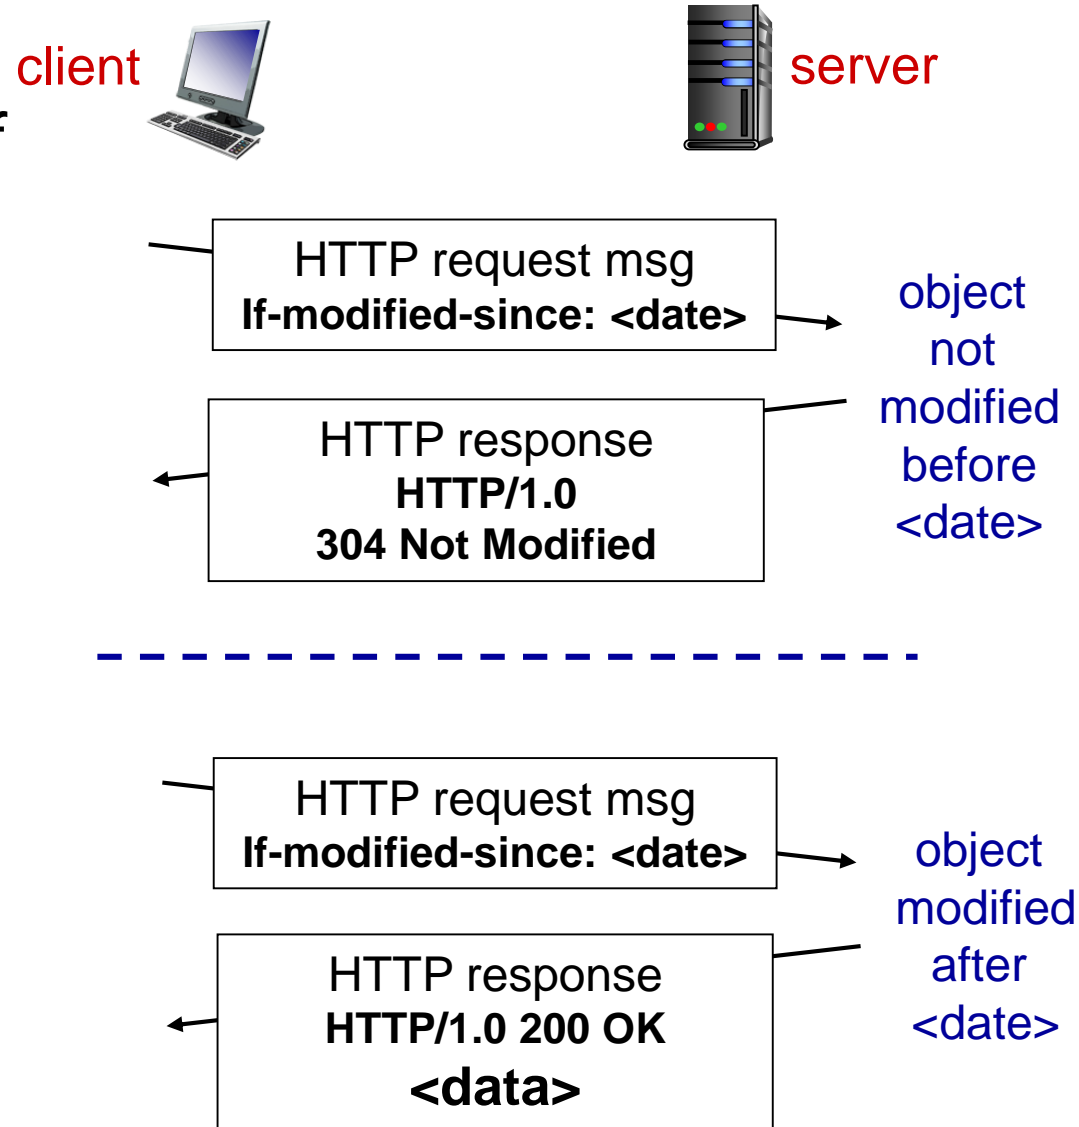 client
server
f
HTTP request msg
If-modified-since: <date>
object
not
modified
before
<date>
HTTP response
HTTP/1.0
304 Not Modified
HTTP request msg
If-modified-since: <date>
object
modified
after
<date>
HTTP response
HTTP/1.0 200 OK
<data>